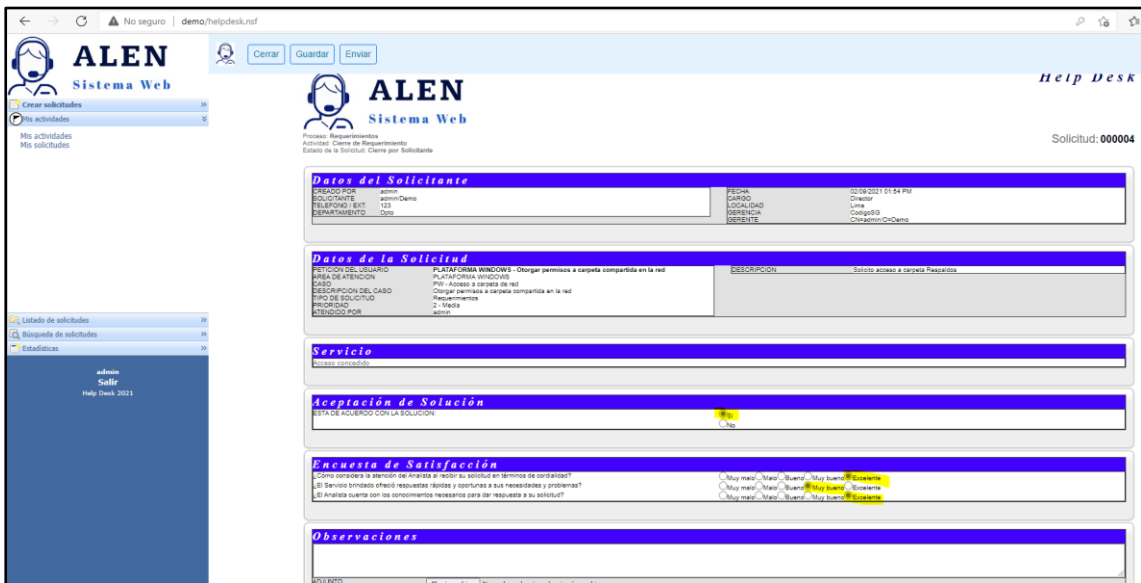 No seguro | demo/helpdesk.nsf
ALEN
Sistema Web
Crear solicitudes
Mis actividades
Mis actividades
Mis solicitudes
Listado de solicitudes
Búsqueda de solicitudes
Estadísticas
admin
Salir
Help Desk 2021
Cerrar Guardar Enviar
ALEN
Sistema Web
Help Desk
Proceso: Requerimientos
Actividad: Cierre de Requerimiento
Estado de la Solicitud: Cierre por Solicitante
Solicitud: 000004
Datos del Solicitante
CREADO POR admin FECHA 02/09/2021 01:54 PM
SOLICITANTE admin/Demo CARGO Director
TELEFONO / EXT. 123 LOCALIDAD Lima
DEPARTAMENTO Dpto GERENCIA CodigoSG
GERENTE CN=admin/O=Demo
Datos de la Solicitud
PETICION DEL USUARIO PLATAFORMA WINDOWS - Otorgar permisos a carpeta compartida en la red DESCRIPCION Solicito acceso a carpeta Respaldos
AREA DE ATENCION PLATAFORMA WINDOWS
CASO PW - Acceso a carpeta de red
DESCRIPCION DEL CASO Otorgar permisos a carpeta compartida en la red
TIPO DE SOLICITUD Requerimientos
PRIORIDAD 2 - Media
ATENDIDO POR admin
Servicio
Acceso concedido
Aceptación de Solución
ESTA DE ACUERDO CON LA SOLUCION: Si
No
Encuesta de Satisfacción
¿Cómo considera la atención del Analista al recibir su solicitud en términos de cordialidad? Muy malo Malo Bueno Muy bueno Excelente
¿El Servicio brindado ofreció respuestas rápidas y oportunas a sus necesidades y problemas? Muy malo Malo Bueno Muy bueno Excelente
¿El Analista cuenta con los conocimientos necesarios para dar respuesta a su solicitud? Muy malo Malo Bueno Muy bueno Excelente
Observaciones
ADJUNTO